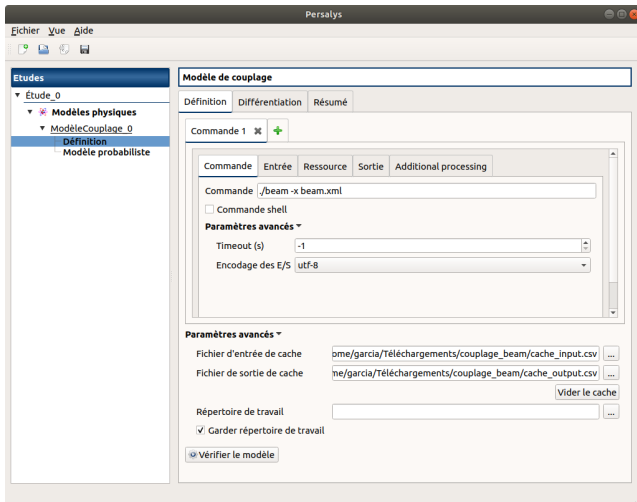 Persalys
Fichier Vue Aide
Etudes
Étude_0
Modèles physiques
ModèleCouplage_0
Définition
Modèle probabiliste
Modèle de couplage
Définition Différentiation Résumé
Commande 1
Commande Entrée Ressource Sortie Additional processing
Commande ./beam -x beam.xml
Commande shell
Paramètres avancés
Timeout (s) -1
Encodage des E/S utf-8
Paramètres avancés
Fichier d'entrée de cache ome/garcia/Téléchargements/couplage_beam/cache_input.csv ...
Fichier de sortie de cache ne/garcia/Téléchargements/couplage_beam/cache_output.csv ...
Vider le cache
Répertoire de travail ...
Garder répertoire de travail
Vérifier le modèle